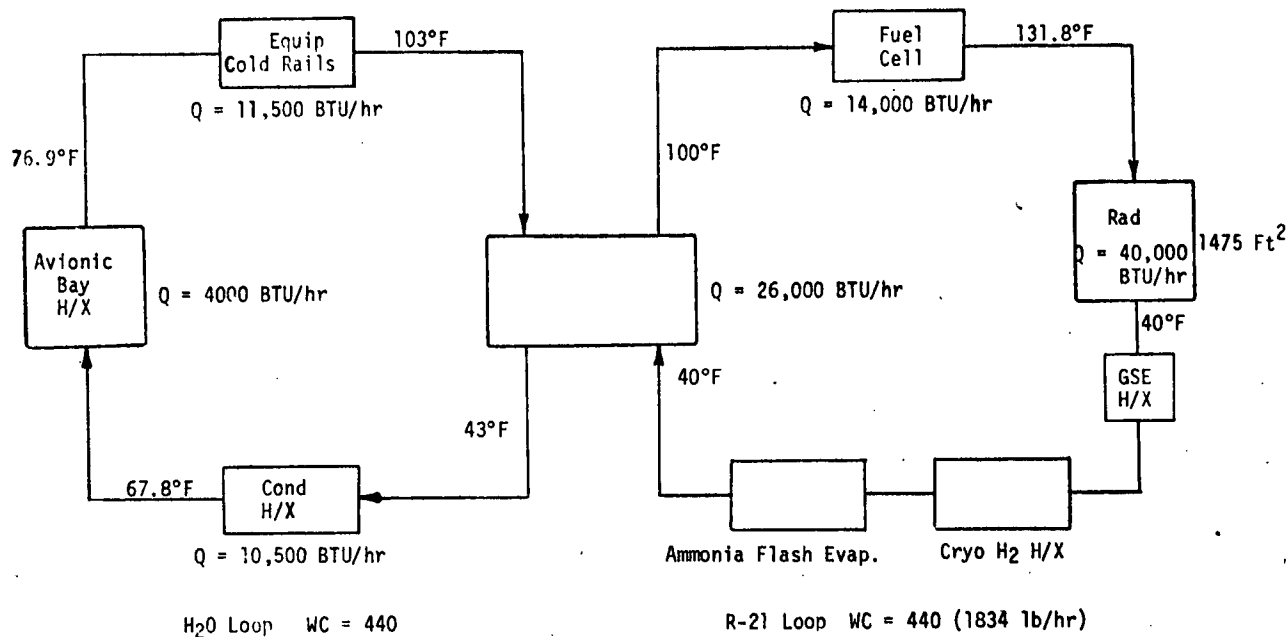 Equip
Cold Rails
103°F
Q = 11,500 BTU/hr
76.9°F
Avionic
Bay
H/X
Q = 4000 BTU/hr
67.8°F
Cond
H/X
Q = 10,500 BTU/hr
43°F
H2O Loop WC = 440
Q = 26,000 BTU/hr
100°F
40°F
Fuel
Cell
131.8°F
Q = 14,000 BTU/hr
Rad
Q = 40,000
BTU/hr
1475 Ft2
40°F
GSE
H/X
Ammonia Flash Evap.
Cryo H2 H/X
R-21 Loop WC = 440 (1834 lb/hr)